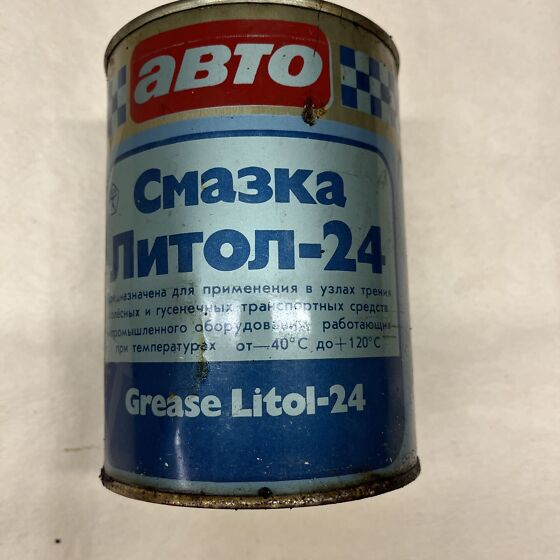 авто
Смазка
Литол-24
для применения в узлах трения
и гусеничных транспортных средств
промышленного оборудования, работающих
при температурах от—40°С до+120°С
Grease Litol-24